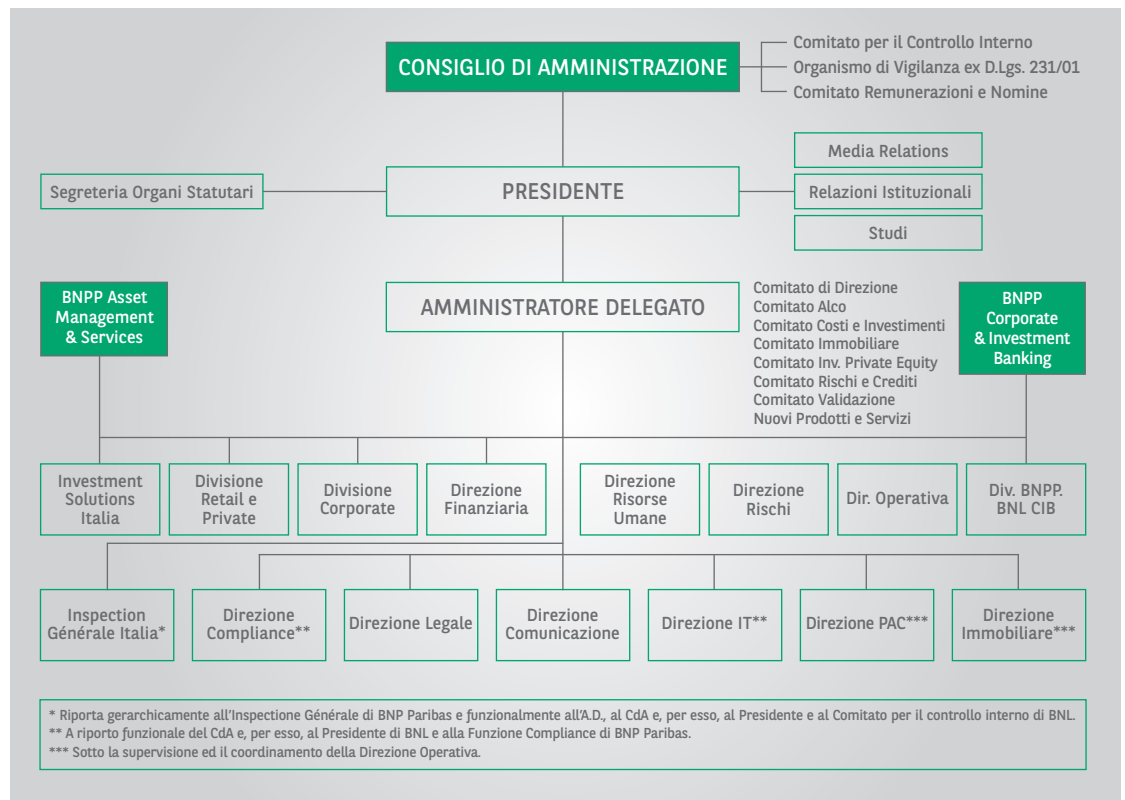 CONSIGLIO DI AMMINISTRAZIONE
Comitato per il Controllo Interno
Organismo di Vigilanza ex D.Lgs. 231/01
Comitato Remunerazioni e Nomine
Segreteria Organi Statutari
PRESIDENTE
Media Relations
Relazioni Istituzionali
Studi
BNPP Asset
Management
& Services
AMMINISTRATORE DELEGATO
Comitato di Direzione
Comitato Alco
Comitato Costi e Investimenti
Comitato Immobiliare
Comitato Inv. Private Equity
Comitato Rischi e Crediti
Comitato Validazione
Nuovi Prodotti e Servizi
BNPP
Corporate
& Investment
Banking
Investment
Solutions
Italia
Divisione
Retail e
Private
Divisione
Corporate
Direzione
Finanziaria
Direzione
Risorse
Umane
Direzione
Rischi
Dir. Operativa
Div. BNPP.
BNL CIB
Inspection
Générale Italia*
Direzione
Compliance**
Direzione Legale
Direzione
Comunicazione
Direzione IT**
Direzione PAC***
Direzione
Immobiliare***
* Riporta gerarchicamente all'Inspectione Générale di BNP Paribas e funzionalmente all'A.D., al CdA e, per esso, al Presidente e al Comitato per il controllo interno di BNL.
** A riporto funzionale del CdA e, per esso, al Presidente di BNL e alla Funzione Compliance di BNP Paribas.
*** Sotto la supervisione ed il coordinamento della Direzione Operativa.